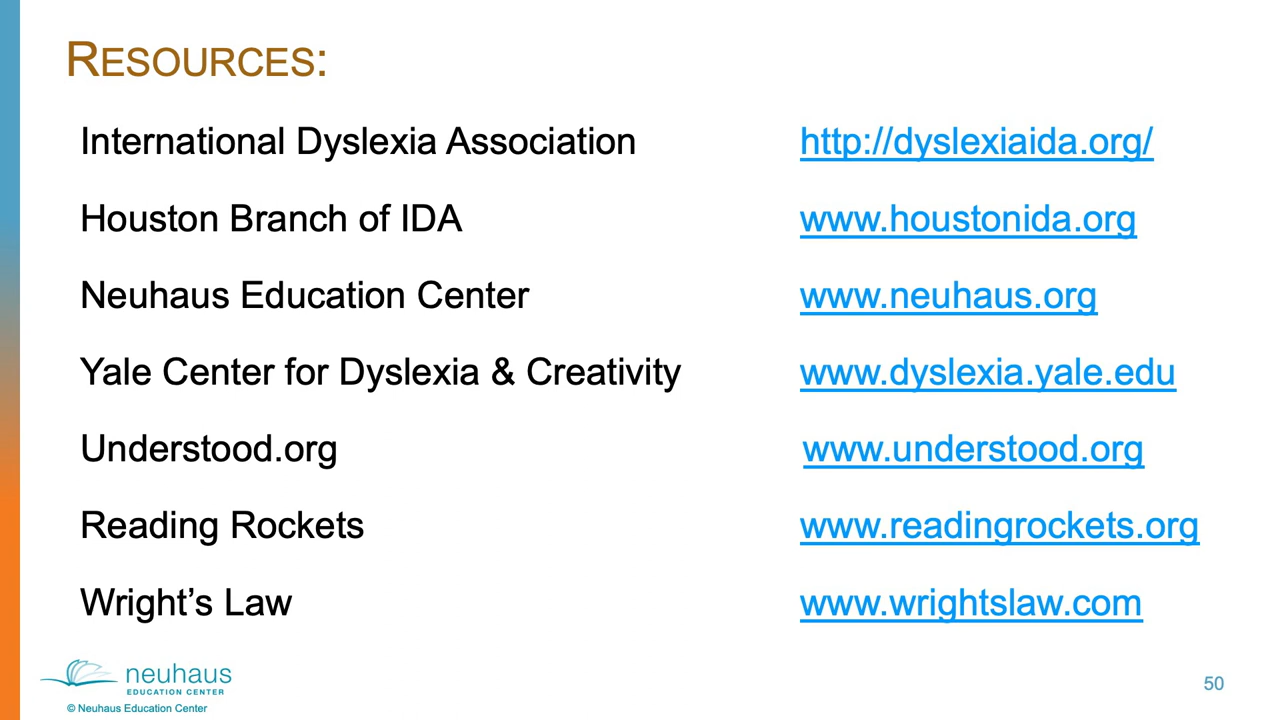 RESOURCES:
International Dyslexia Association http://dyslexiaida.org/
Houston Branch of IDA www.houstonida.org
Neuhaus Education Center www.neuhaus.org
Yale Center for Dyslexia & Creativity www.dyslexia.yale.edu
Understood.org www.understood.org
Reading Rockets www.readingrockets.org
Wright’s Law www.wrightslaw.com
neuhaus
EDUCATION CENTER
© Neuhaus Education Center
50